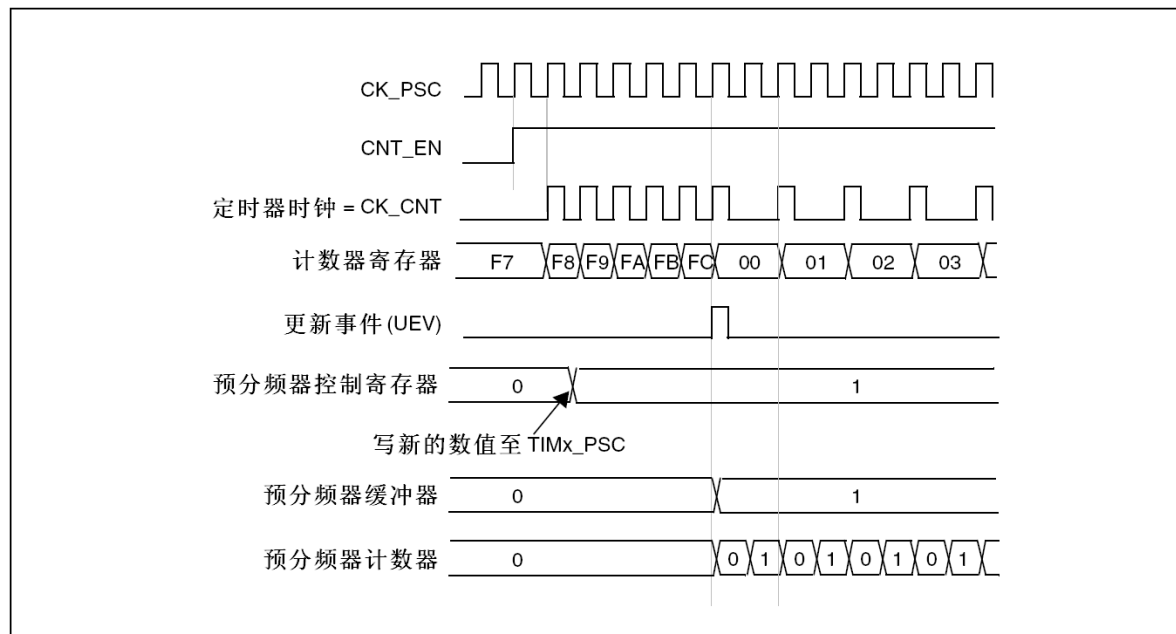 CK_PSC
CNT_EN
定时器时钟 = CK_CNT
计数器寄存器 F7 F8 F9 FA FB FC 00 01 02 03
更新事件(UEV)
预分频器控制寄存器 0 1
写新的数值至 TIMx_PSC
预分频器缓冲器 0 1
预分频器计数器 0 0 1 0 1 0 1 0 1